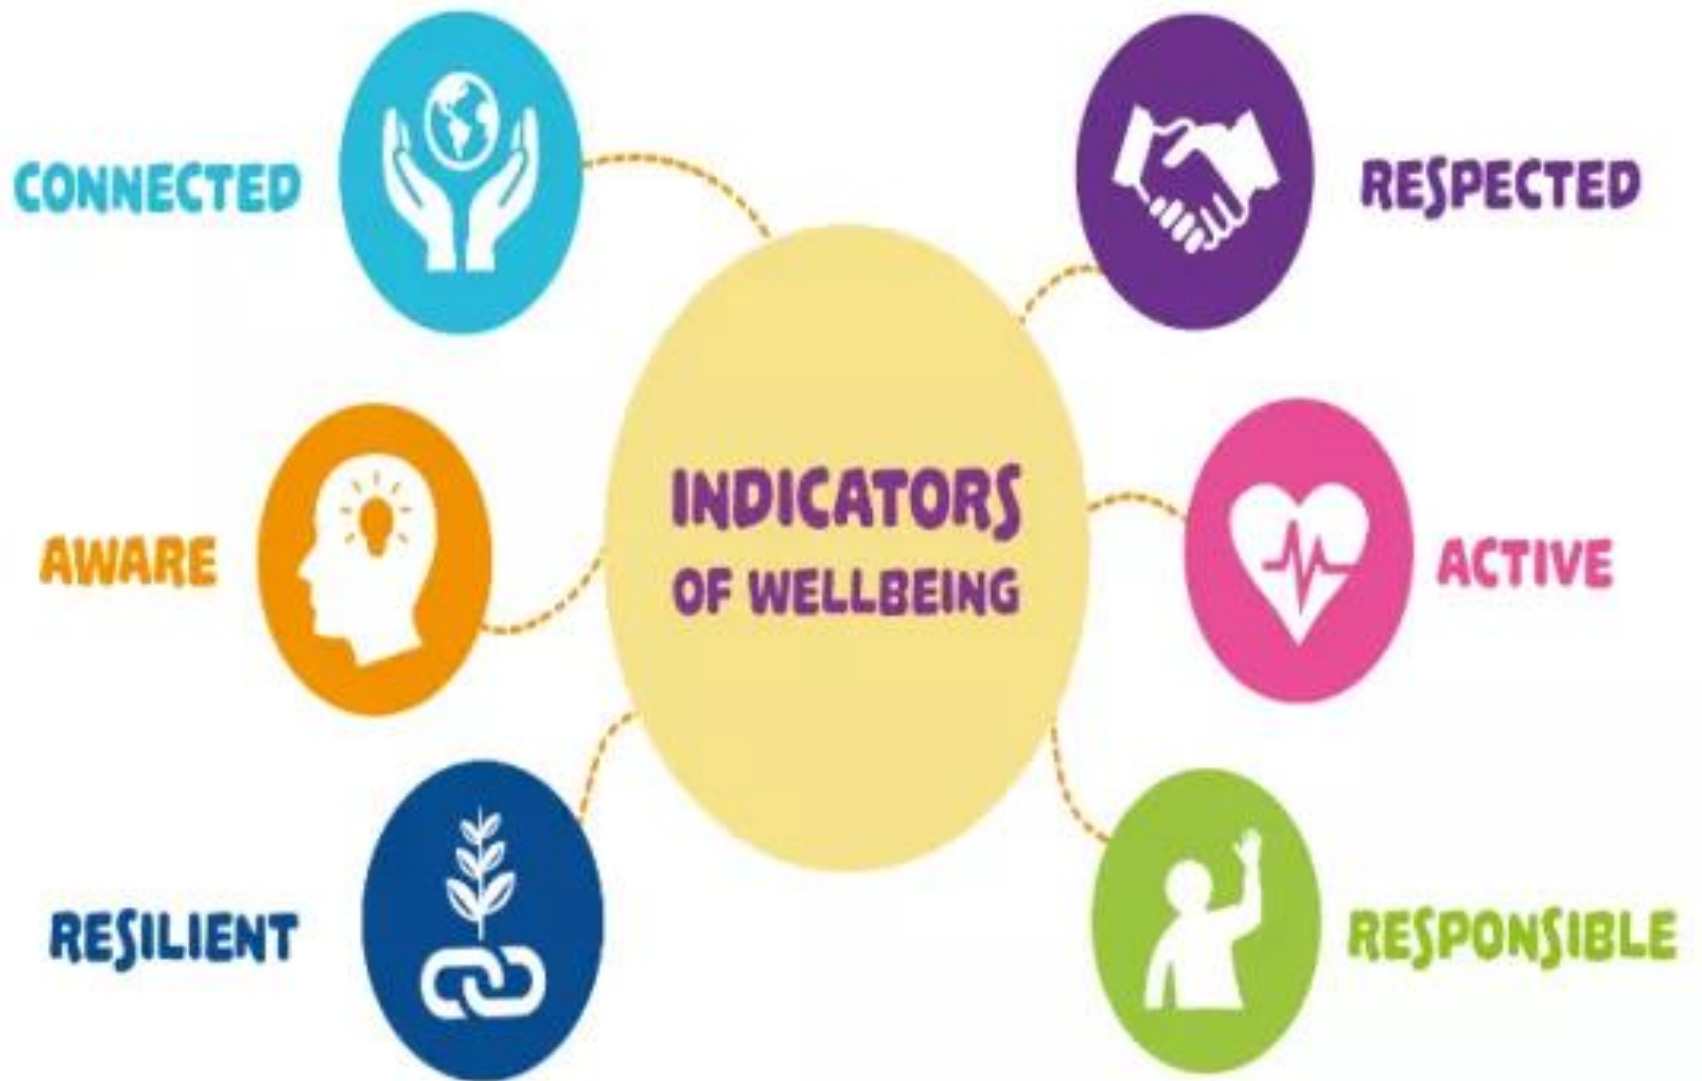 CONNECTED
RESPECTED
INDICATORS
OF WELLBEING
AWARE
ACTIVE
RESILIENT
RESPONSIBLE